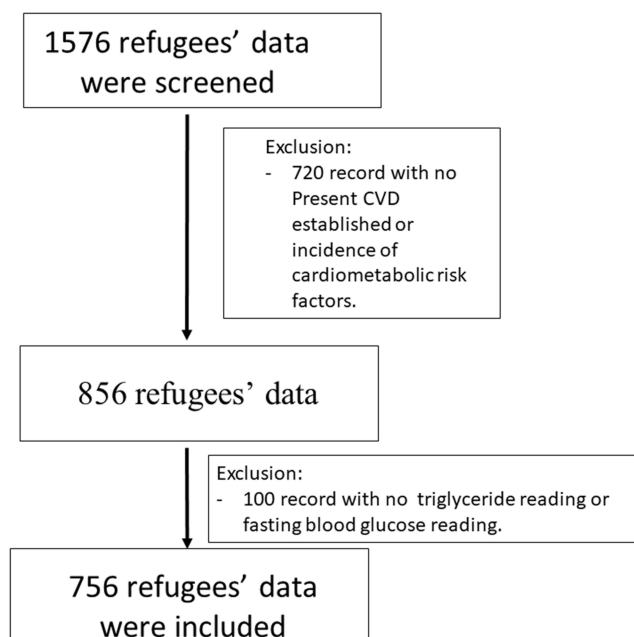 1576 refugees’ data
were screened
Exclusion:
- 720 record with no
Present CVD
established or
incidence of
cardiometabolic risk
factors.
856 refugees’ data
Exclusion:
- 100 record with no triglyceride reading or
fasting blood glucose reading.
756 refugees’ data
were included